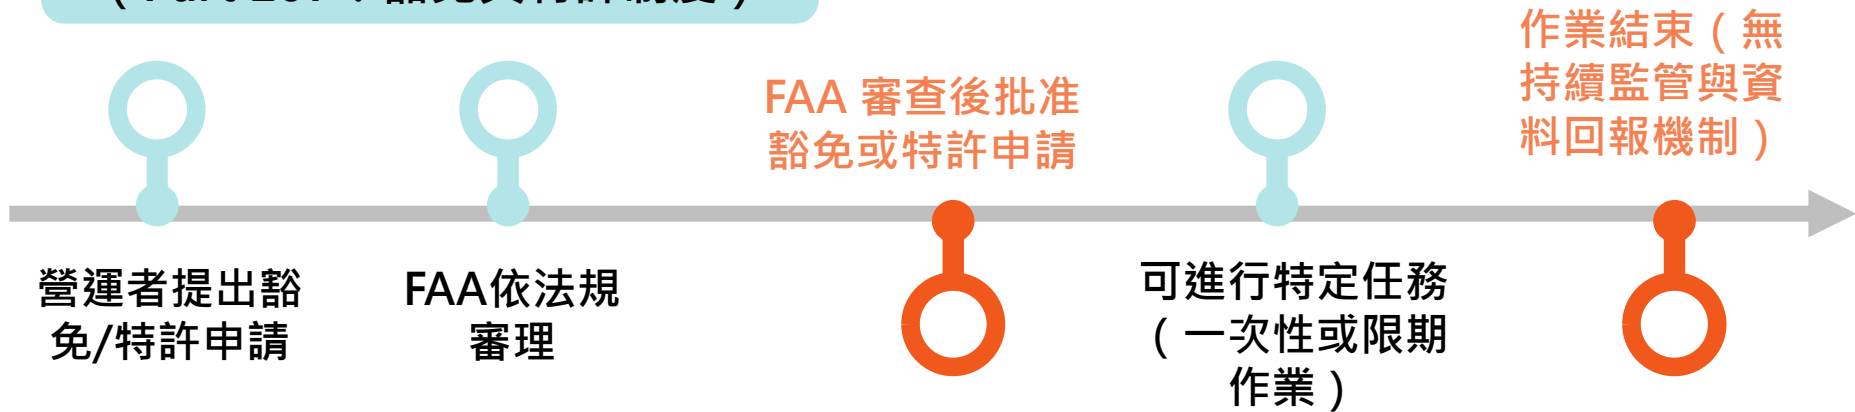 營運者提出豁
免/特許申請
FAA依法規
審理
FAA 審查後批准
豁免或特許申請
可進行特定任務
（一次性或限期
作業）
作業結束（無
持續監管與資
料回報機制）